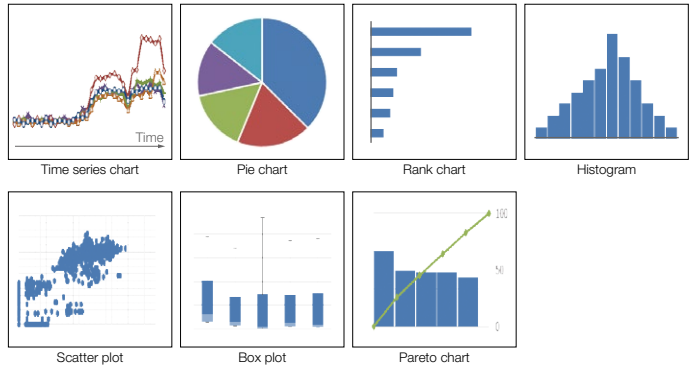 Time
Time series chart
Pie chart
Rank chart
Histogram
100
50
0
Scatter plot
Box plot
Pareto chart